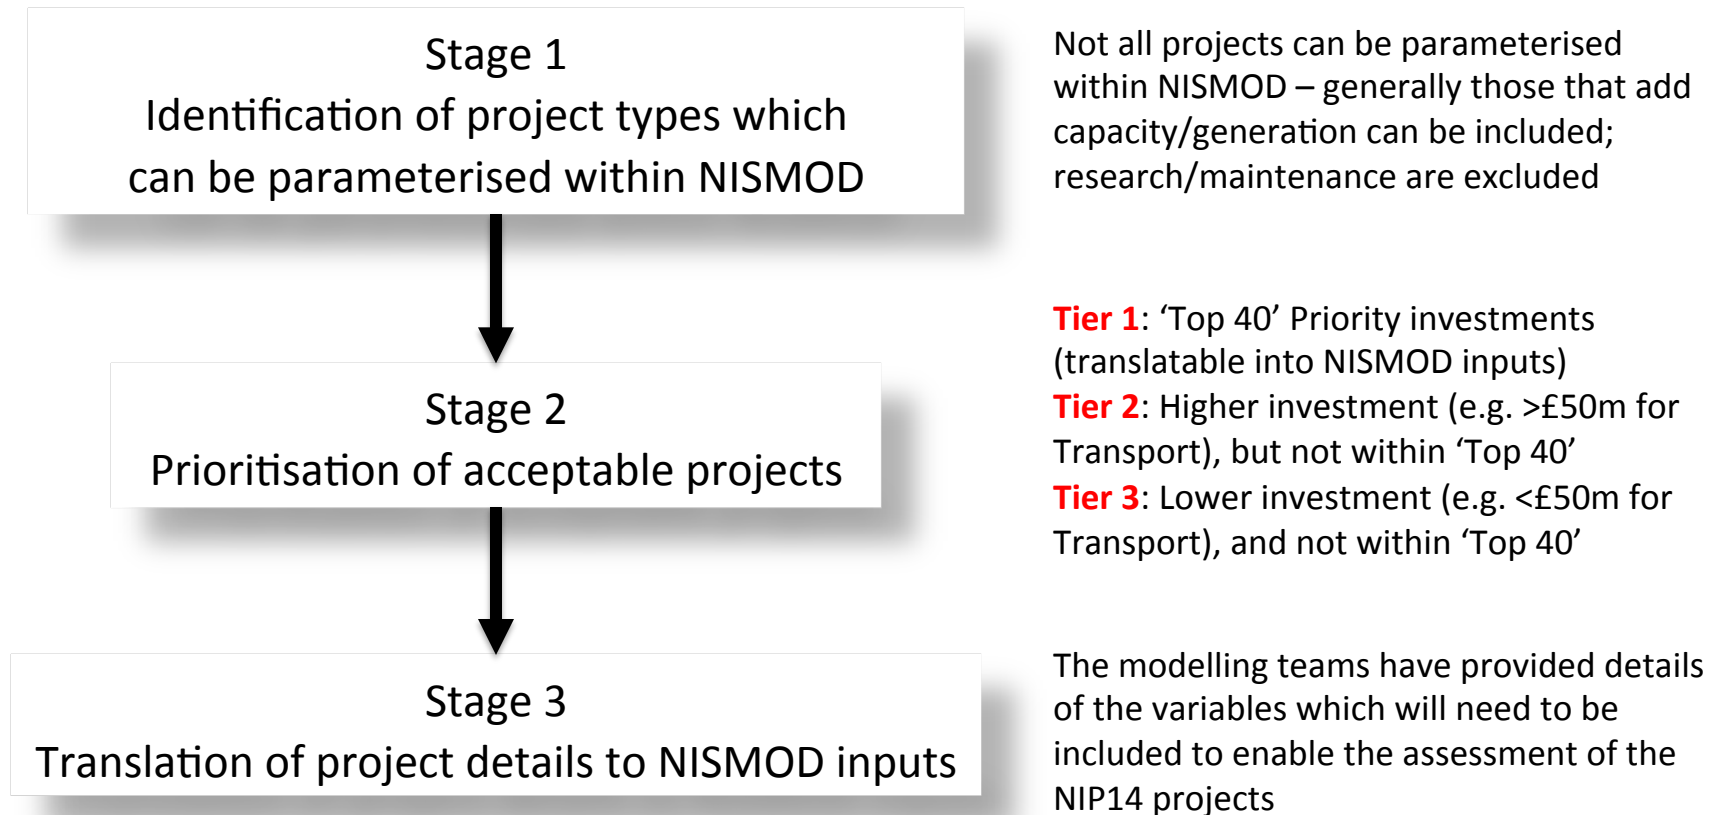 Stage 1
Identification of project types which
can be parameterised within NISMOD
Not all projects can be parameterised
within NISMOD – generally those that add
capacity/generation can be included;
research/maintenance are excluded
Stage 2
Prioritisation of acceptable projects
Tier 1: ‘Top 40’ Priority investments
(translatable into NISMOD inputs)
Tier 2: Higher investment (e.g. >£50m for
Transport), but not within ‘Top 40’
Tier 3: Lower investment (e.g. <£50m for
Transport), and not within ‘Top 40’
Stage 3
Translation of project details to NISMOD inputs
The modelling teams have provided details
of the variables which will need to be
included to enable the assessment of the
NIP14 projects